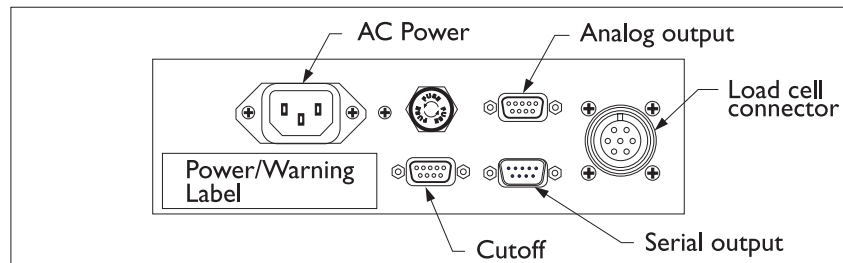 AC Power
Analog output
Load cell
connector
Power/Warning
Label
Cutoff
Serial output